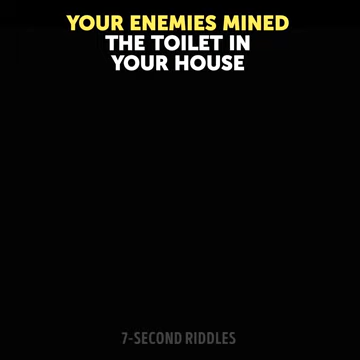 YOUR ENEMIES MINED
THE TOILET IN
YOUR HOUSE
7-SECOND RIDDLES